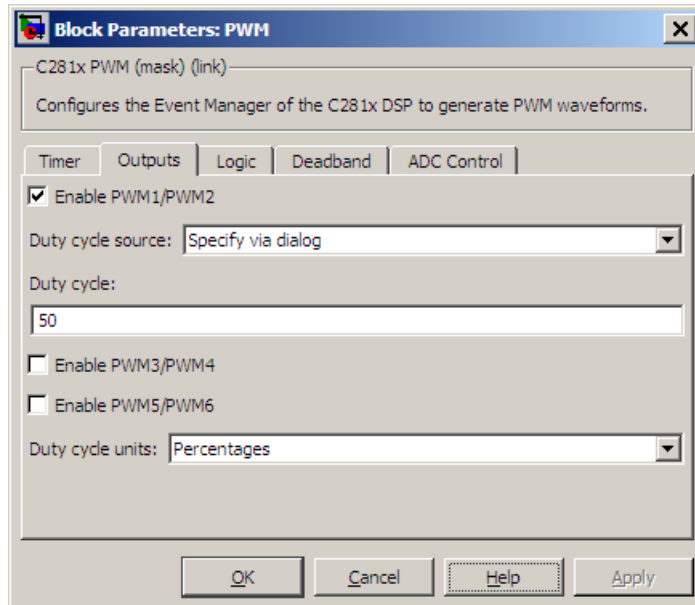 Block Parameters: PWM
C281x PWM (mask) (link)
Configures the Event Manager of the C281x DSP to generate PWM waveforms.
Timer Outputs Logic Deadband ADC Control
Enable PWM1/PWM2
Duty cycle source: Specify via dialog
Duty cycle:
50
Enable PWM3/PWM4
Enable PWM5/PWM6
Duty cycle units: Percentages
OK Cancel Help Apply